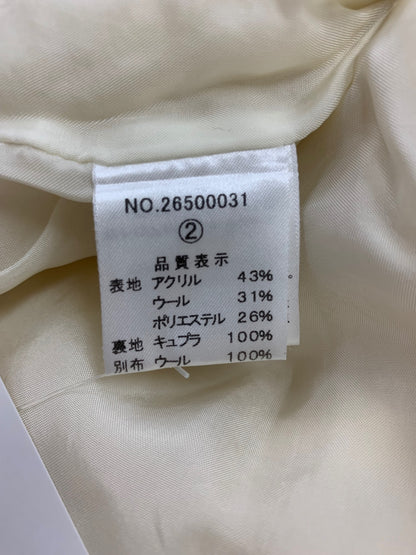 NO.26500031
②
品質表示
表地 アクリル 43%
ウール 31%
ポリエステル 26%
裏地 キュプラ 100%
別布 ウール 100%